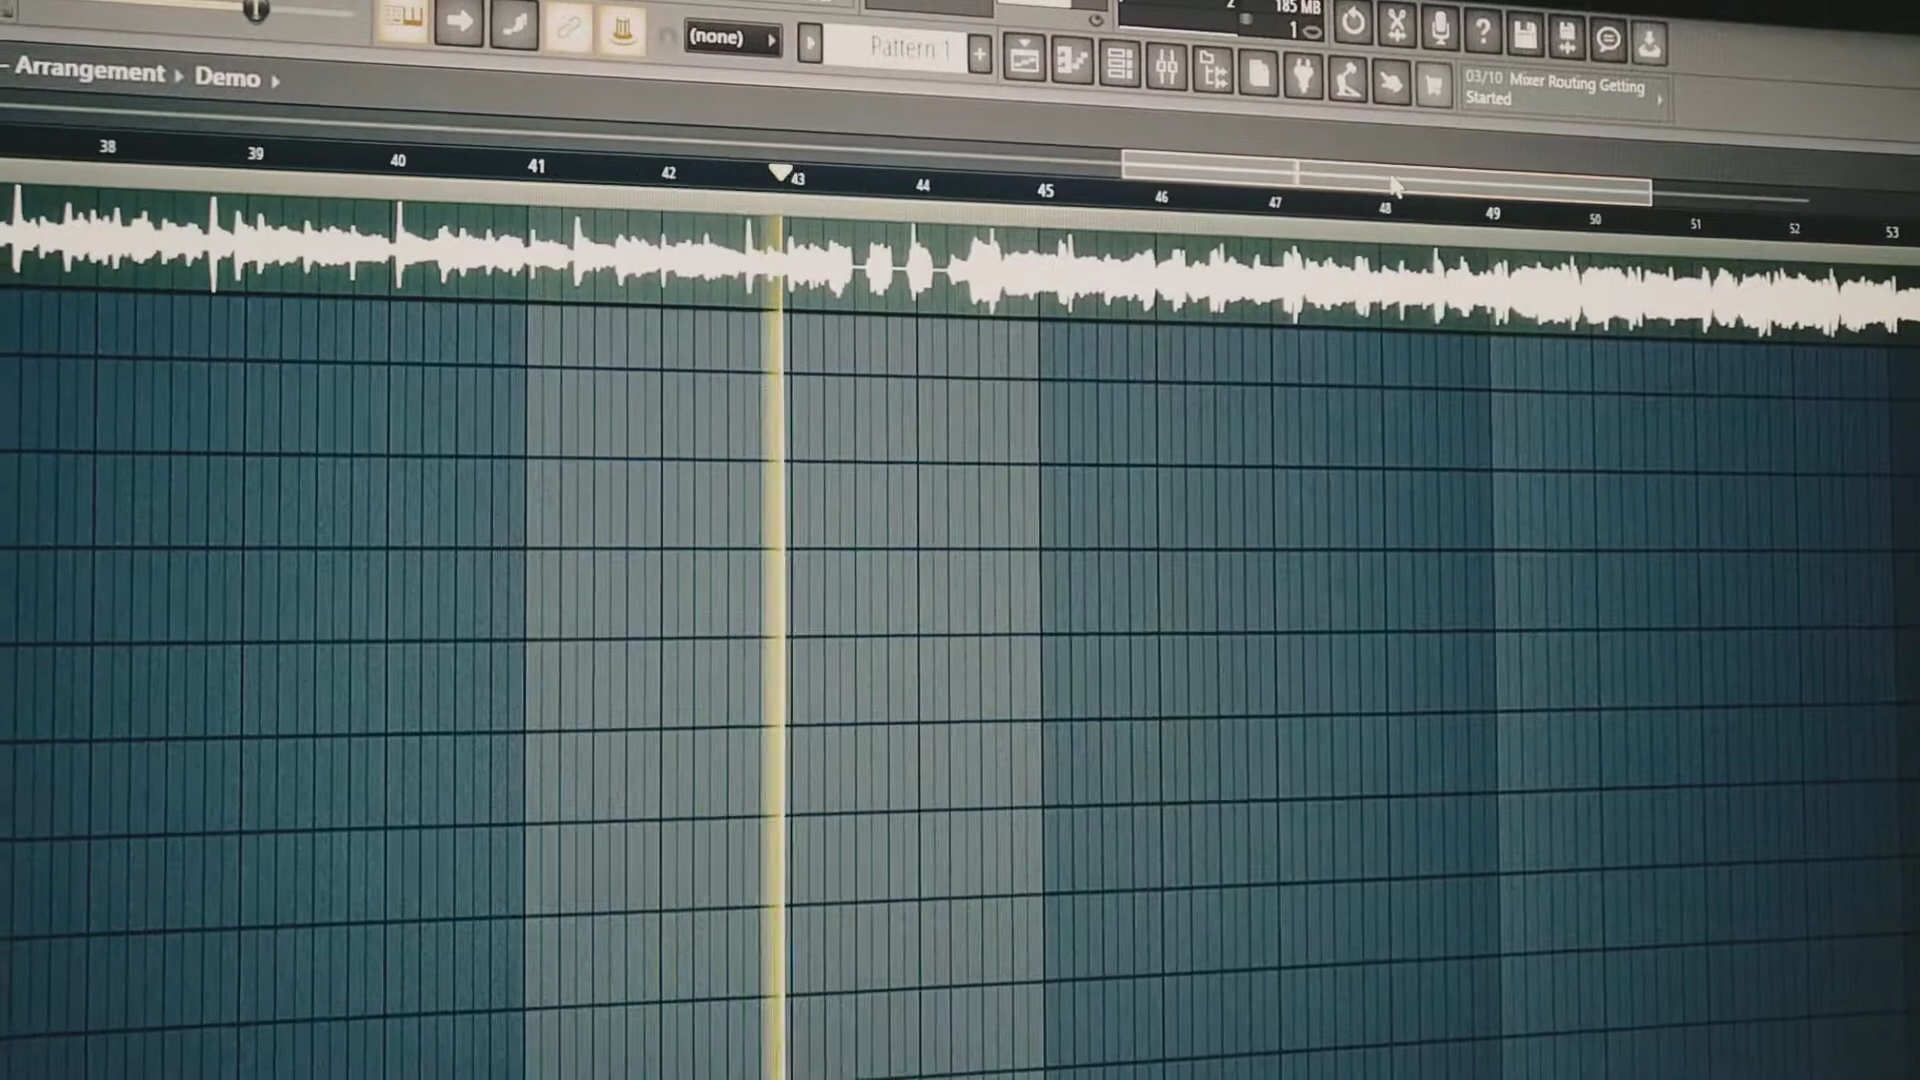 2
185 MB
1
(none)
Pattern 1
03/10 Mixer Routing Getting
Started
Arrangement
Demo
38
39
40
41
42
43
44
45
46
47
48
49
50
51
52
53